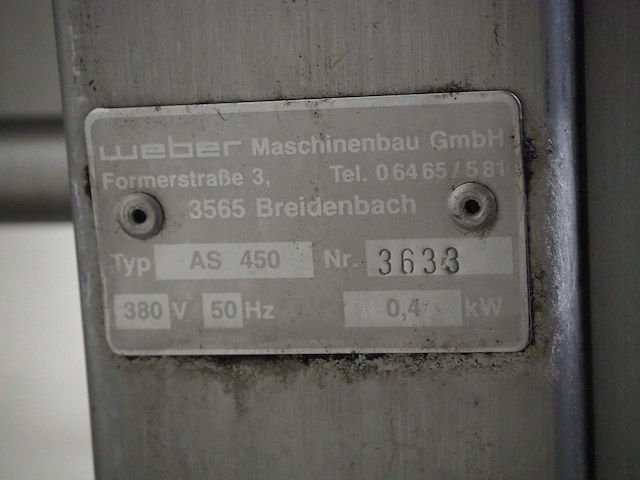 weber Maschinenbau GmbH
Formerstraße 3, Tel. 06465/581
3565 Breidenbach
Typ AS 450 Nr. 3633
380 V 50 Hz 0,4 kW